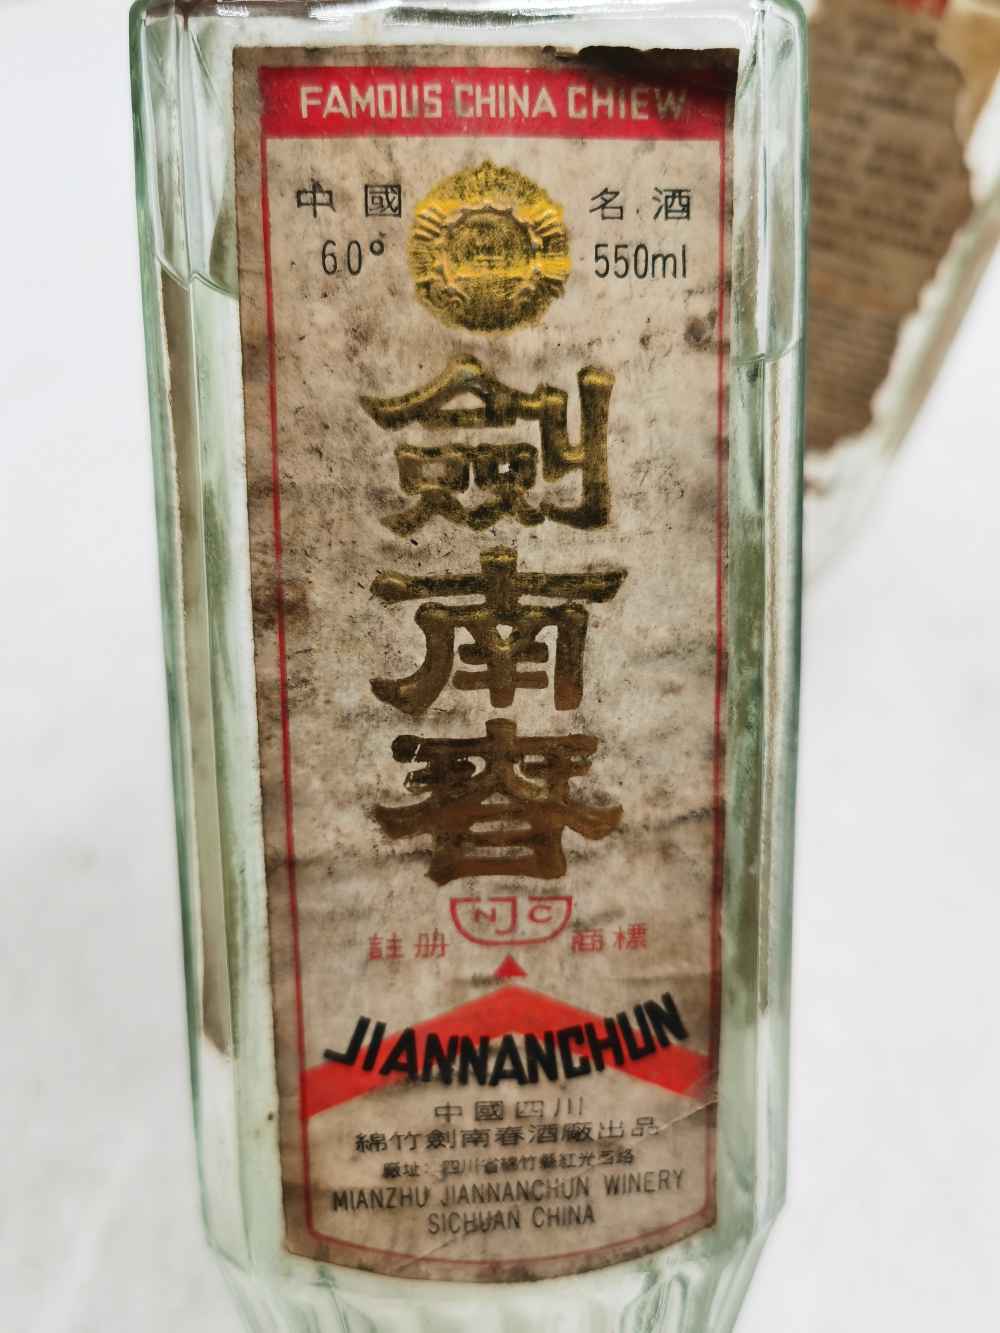 FAMOUS CHINA CHIEW
中國 名酒
60° 550ml
劍南春
NJC
註册 商標
JIANNANCHUN
中國四川
綿竹劍南春酒廠出品
廠址：四川省綿竹縣紅光西路
MIANZHU JIANNANCHUN WINERY
SICHUAN CHINA